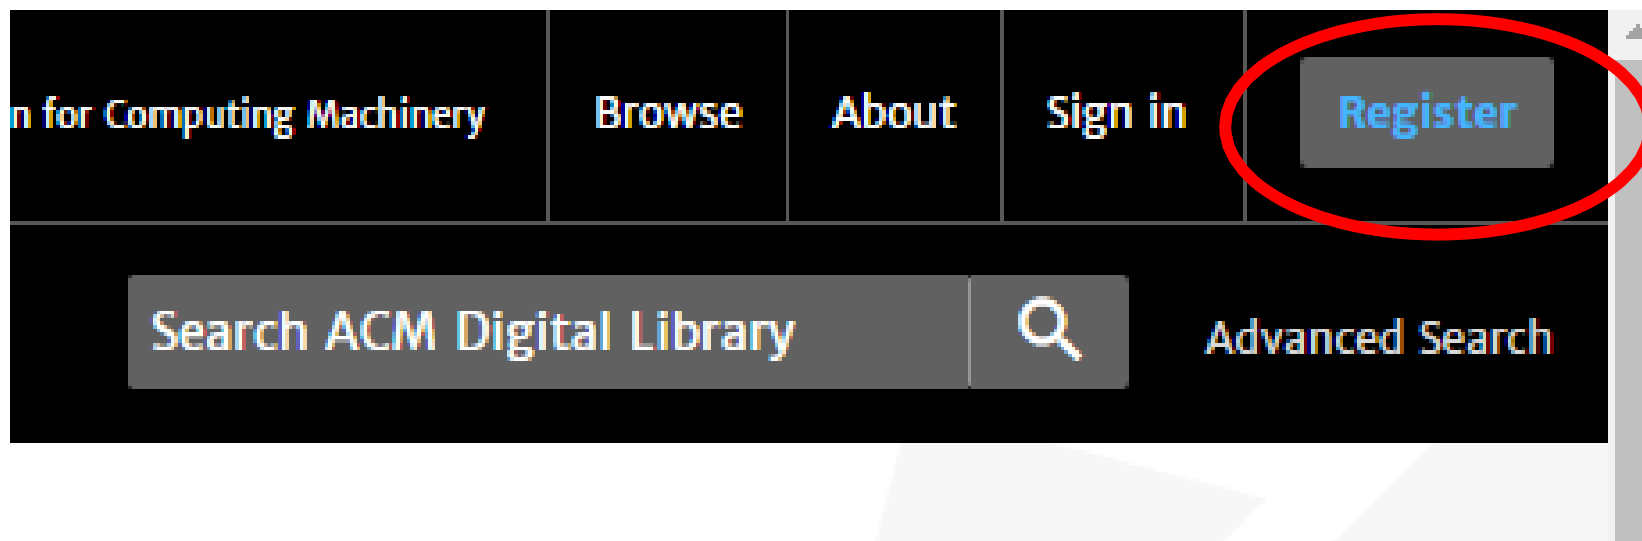 n for Computing Machinery Browse About Sign in Register
Search ACM Digital Library Advanced Search